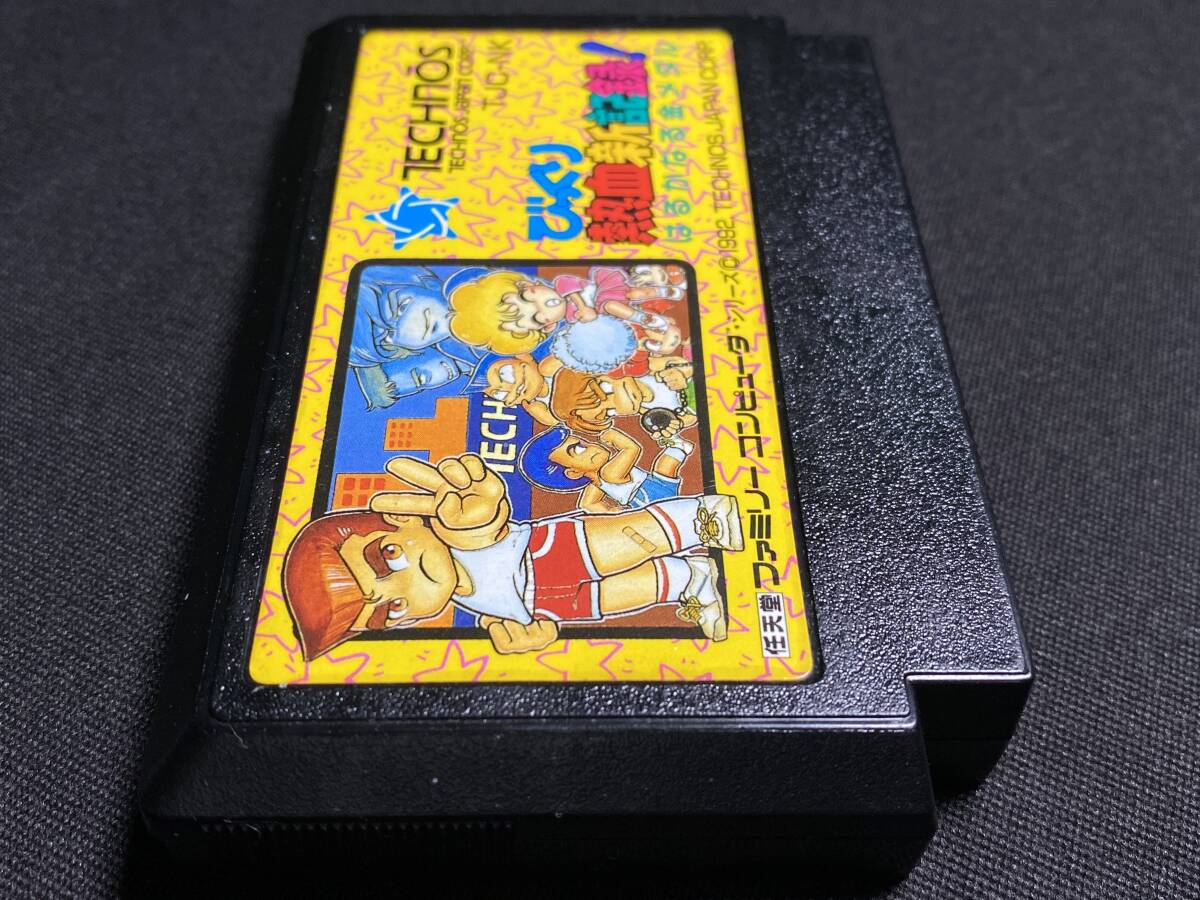 TECHNŌS
TECHNŌS JAPAN CORP.
TJC-NK
びっくり
熱血新記録!
はるかなる金メダル
TECH
任天堂 ファミリーコンピュータ・シリーズ © 1992 TECHNOS JAPAN CORP.